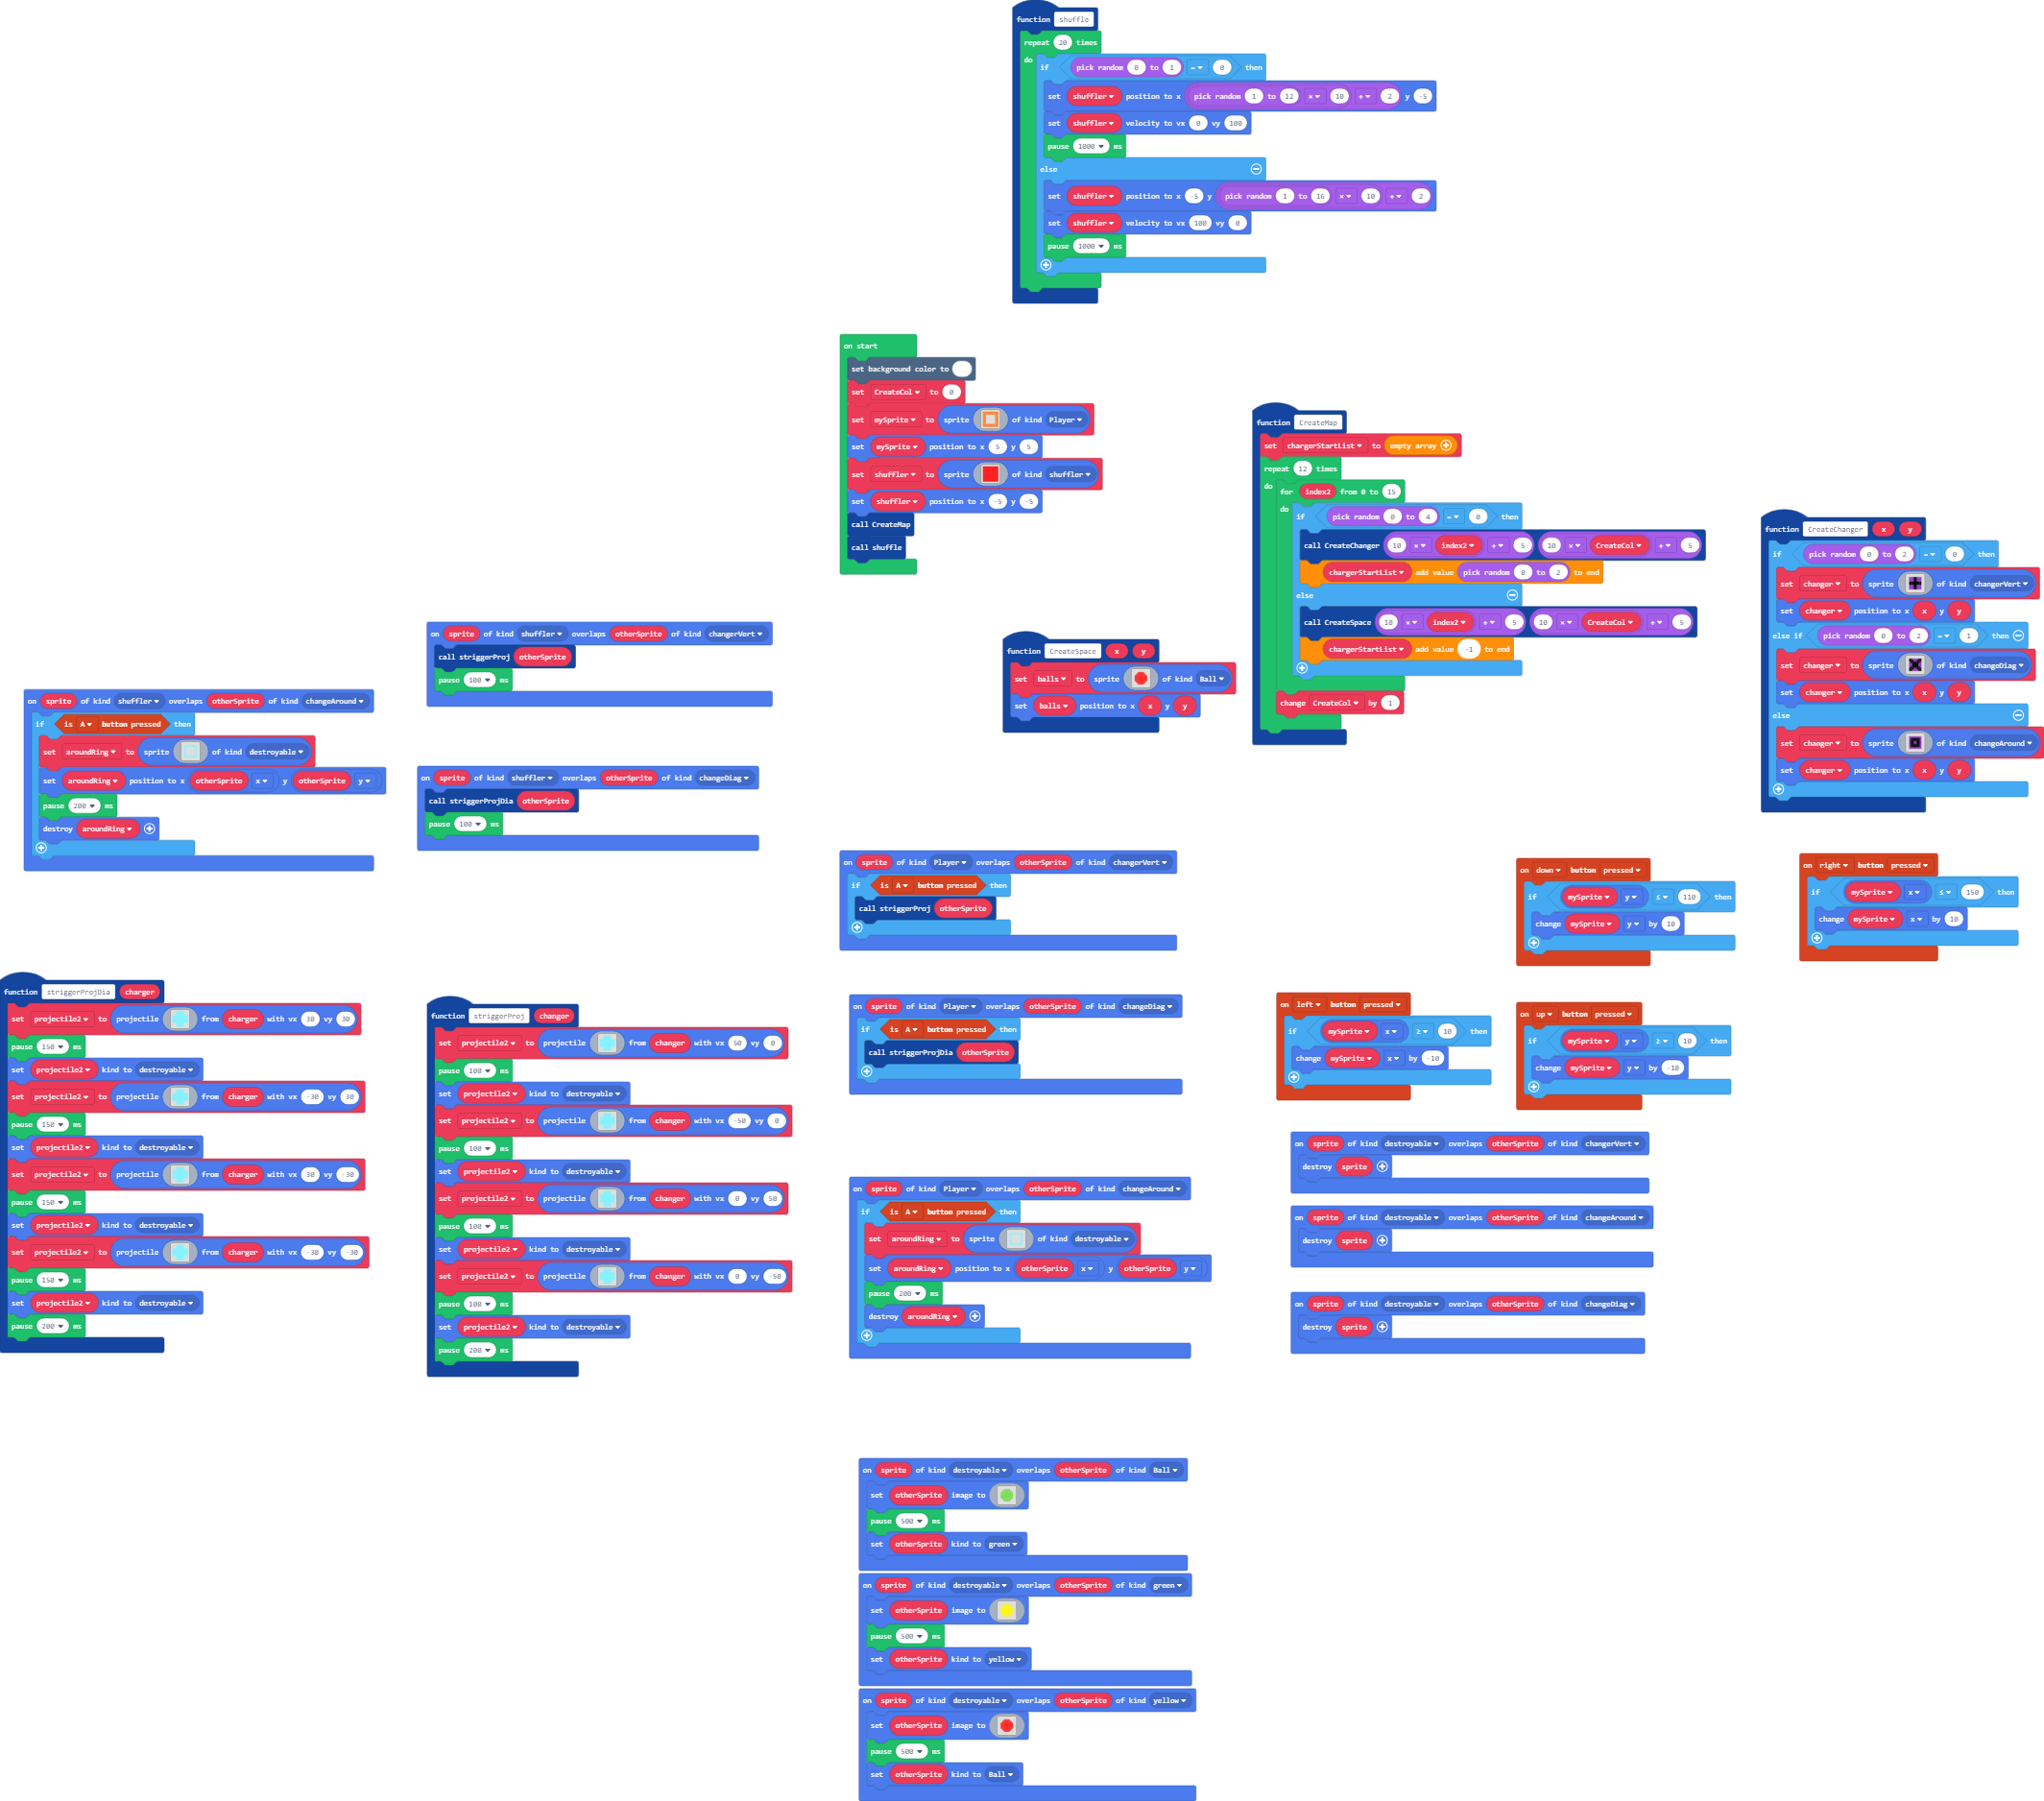 function shuffle
repeat 20 times
do
if pick random 0 to 1 = 0 then
set shuffler position to x pick random 1 to 12 × 10 + 2 y -5
set shuffler velocity to vx 0 vy 100
pause 1000 ms
else
set shuffler position to x -5 y pick random 1 to 16 × 10 + 2
set shuffler velocity to vx 100 vy 0
pause 1000 ms
on start
set background color to
set CreateCol to 0
set mySprite to sprite of kind Player
set mySprite position to x 5 y 5
set shuffler to sprite of kind shuffler
set shuffler position to x -5 y -5
call CreateMap
call shuffle
function CreateMap
set chargerStartList to empty array
repeat 12 times
do
for index2 from 0 to 15
do
if pick random 0 to 4 = 0 then
call CreateChanger 10 × index2 + 5 10 × CreateCol + 5
chargerStartList add value pick random 0 to 2 to end
else
call CreateSpace 10 × index2 + 5 10 × CreateCol + 5
chargerStartList add value -1 to end
change CreateCol by 1
function CreateChanger x y
if pick random 0 to 2 = 0 then
set changer to sprite of kind changerVert
set changer position to x x y y
else if pick random 0 to 2 = 1 then
set changer to sprite of kind changeDiag
set changer position to x x y y
else
set changer to sprite of kind changeAround
set changer position to x x y y
on sprite of kind shuffler overlaps otherSprite of kind changerVert
call striggerProj otherSprite
pause 100 ms
function CreateSpace x y
set balls to sprite of kind Ball
set balls position to x x y y
on sprite of kind shuffler overlaps otherSprite of kind changeAround
if is A button pressed then
set aroundRing to sprite of kind destroyable
set aroundRing position to x otherSprite x y otherSprite y
pause 200 ms
destroy aroundRing
on sprite of kind shuffler overlaps otherSprite of kind changeDiag
call striggerProjDia otherSprite
pause 100 ms
on sprite of kind Player overlaps otherSprite of kind changerVert
if is A button pressed then
call striggerProj otherSprite
on down button pressed
if mySprite y ≤ 110 then
change mySprite y by 10
on right button pressed
if mySprite x ≤ 150 then
change mySprite x by 10
function striggerProjDia charger
set projectile2 to projectile from charger with vx 30 vy 30
pause 150 ms
set projectile2 kind to destroyable
set projectile2 to projectile from charger with vx -30 vy 30
pause 150 ms
set projectile2 kind to destroyable
set projectile2 to projectile from charger with vx 30 vy -30
pause 150 ms
set projectile2 kind to destroyable
set projectile2 to projectile from charger with vx -30 vy -30
pause 150 ms
set projectile2 kind to destroyable
pause 200 ms
function striggerProj changer
set projectile2 to projectile from changer with vx 50 vy 0
pause 100 ms
set projectile2 kind to destroyable
set projectile2 to projectile from changer with vx -50 vy 0
pause 100 ms
set projectile2 kind to destroyable
set projectile2 to projectile from changer with vx 0 vy 50
pause 100 ms
set projectile2 kind to destroyable
set projectile2 to projectile from changer with vx 0 vy -50
pause 100 ms
set projectile2 kind to destroyable
pause 200 ms
on sprite of kind Player overlaps otherSprite of kind changeDiag
if is A button pressed then
call striggerProjDia otherSprite
on left button pressed
if mySprite x ≥ 10 then
change mySprite x by -10
on up button pressed
if mySprite y ≥ 10 then
change mySprite y by -10
on sprite of kind Player overlaps otherSprite of kind changeAround
if is A button pressed then
set aroundRing to sprite of kind destroyable
set aroundRing position to x otherSprite x y otherSprite y
pause 200 ms
destroy aroundRing
on sprite of kind destroyable overlaps otherSprite of kind changerVert
destroy sprite
on sprite of kind destroyable overlaps otherSprite of kind changeAround
destroy sprite
on sprite of kind destroyable overlaps otherSprite of kind changeDiag
destroy sprite
on sprite of kind destroyable overlaps otherSprite of kind Ball
set otherSprite image to
pause 500 ms
set otherSprite kind to green
on sprite of kind destroyable overlaps otherSprite of kind green
set otherSprite image to
pause 500 ms
set otherSprite kind to yellow
on sprite of kind destroyable overlaps otherSprite of kind yellow
set otherSprite image to
pause 500 ms
set otherSprite kind to Ball